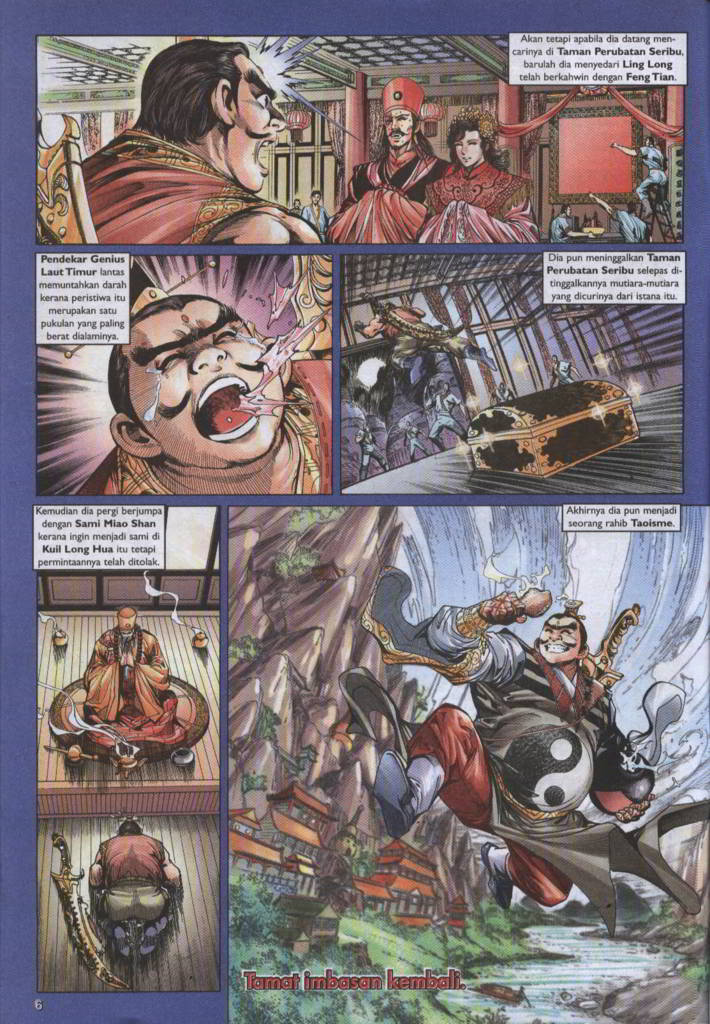 Akan tetapi apabila dia datang men-
carinya di Taman Perubatan Seribu,
barulah dia menyedari Ling Long
telah berkahwin dengan Feng Tian.
Pendekar Genius
Laut Timur lantas
memuntahkan darah
kerana peristiwa itu
merupakan satu
pukulan yang paling
berat dialaminya.
Dia pun meninggalkan Taman
Perubatan Seribu selepas di-
tinggalkannya mutiara-mutiara
yang dicurinya dari istana itu.
Kemudian dia pergi berjumpa
dengan Sami Miao Shan
kerana ingin menjadi sami di
Kuil Long Hua itu tetapi
permintaannya telah ditolak.
Akhirnya dia pun menjadi
seorang rahib Taoisme.
Tamat imbasan kembali.
6